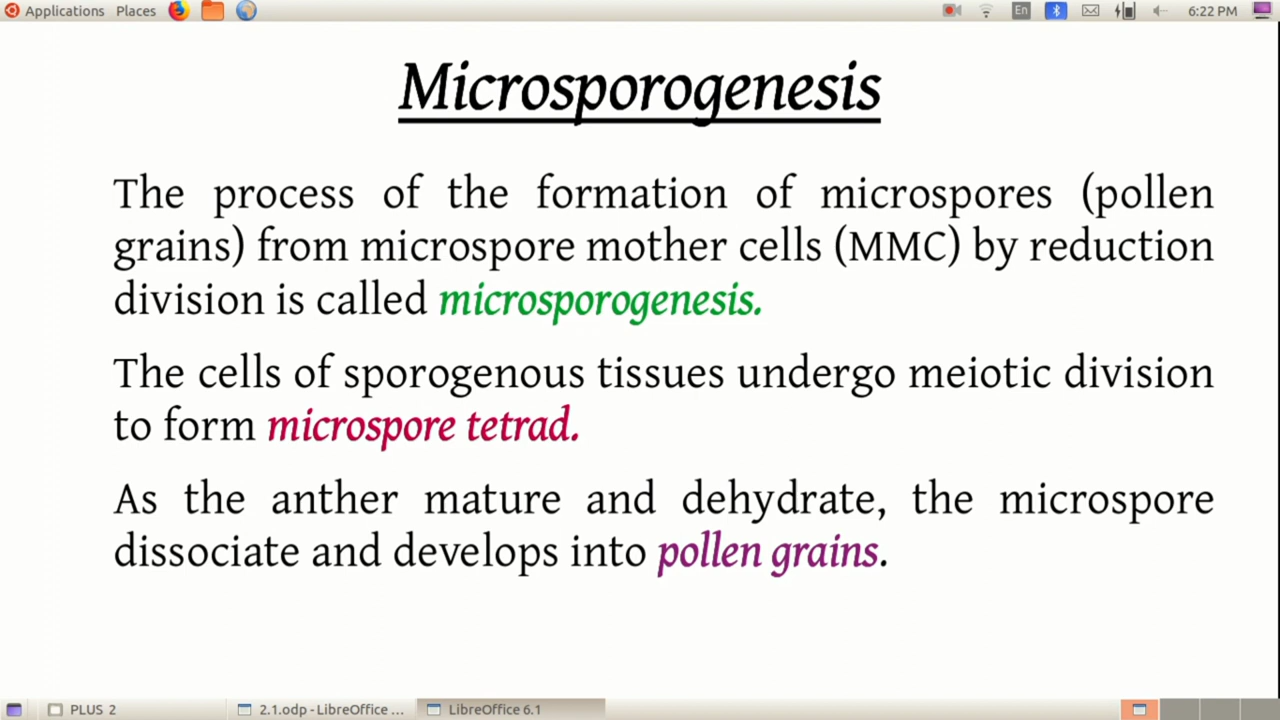 Applications Places En 6:22 PM
Microsporogenesis
The process of the formation of microspores (pollen
grains) from microspore mother cells (MMC) by reduction
division is called microsporogenesis.
The cells of sporogenous tissues undergo meiotic division
to form microspore tetrad.
As the anther mature and dehydrate, the microspore
dissociate and develops into pollen grains.
PLUS 2 2.1.odp - LibreOffice ... LibreOffice 6.1